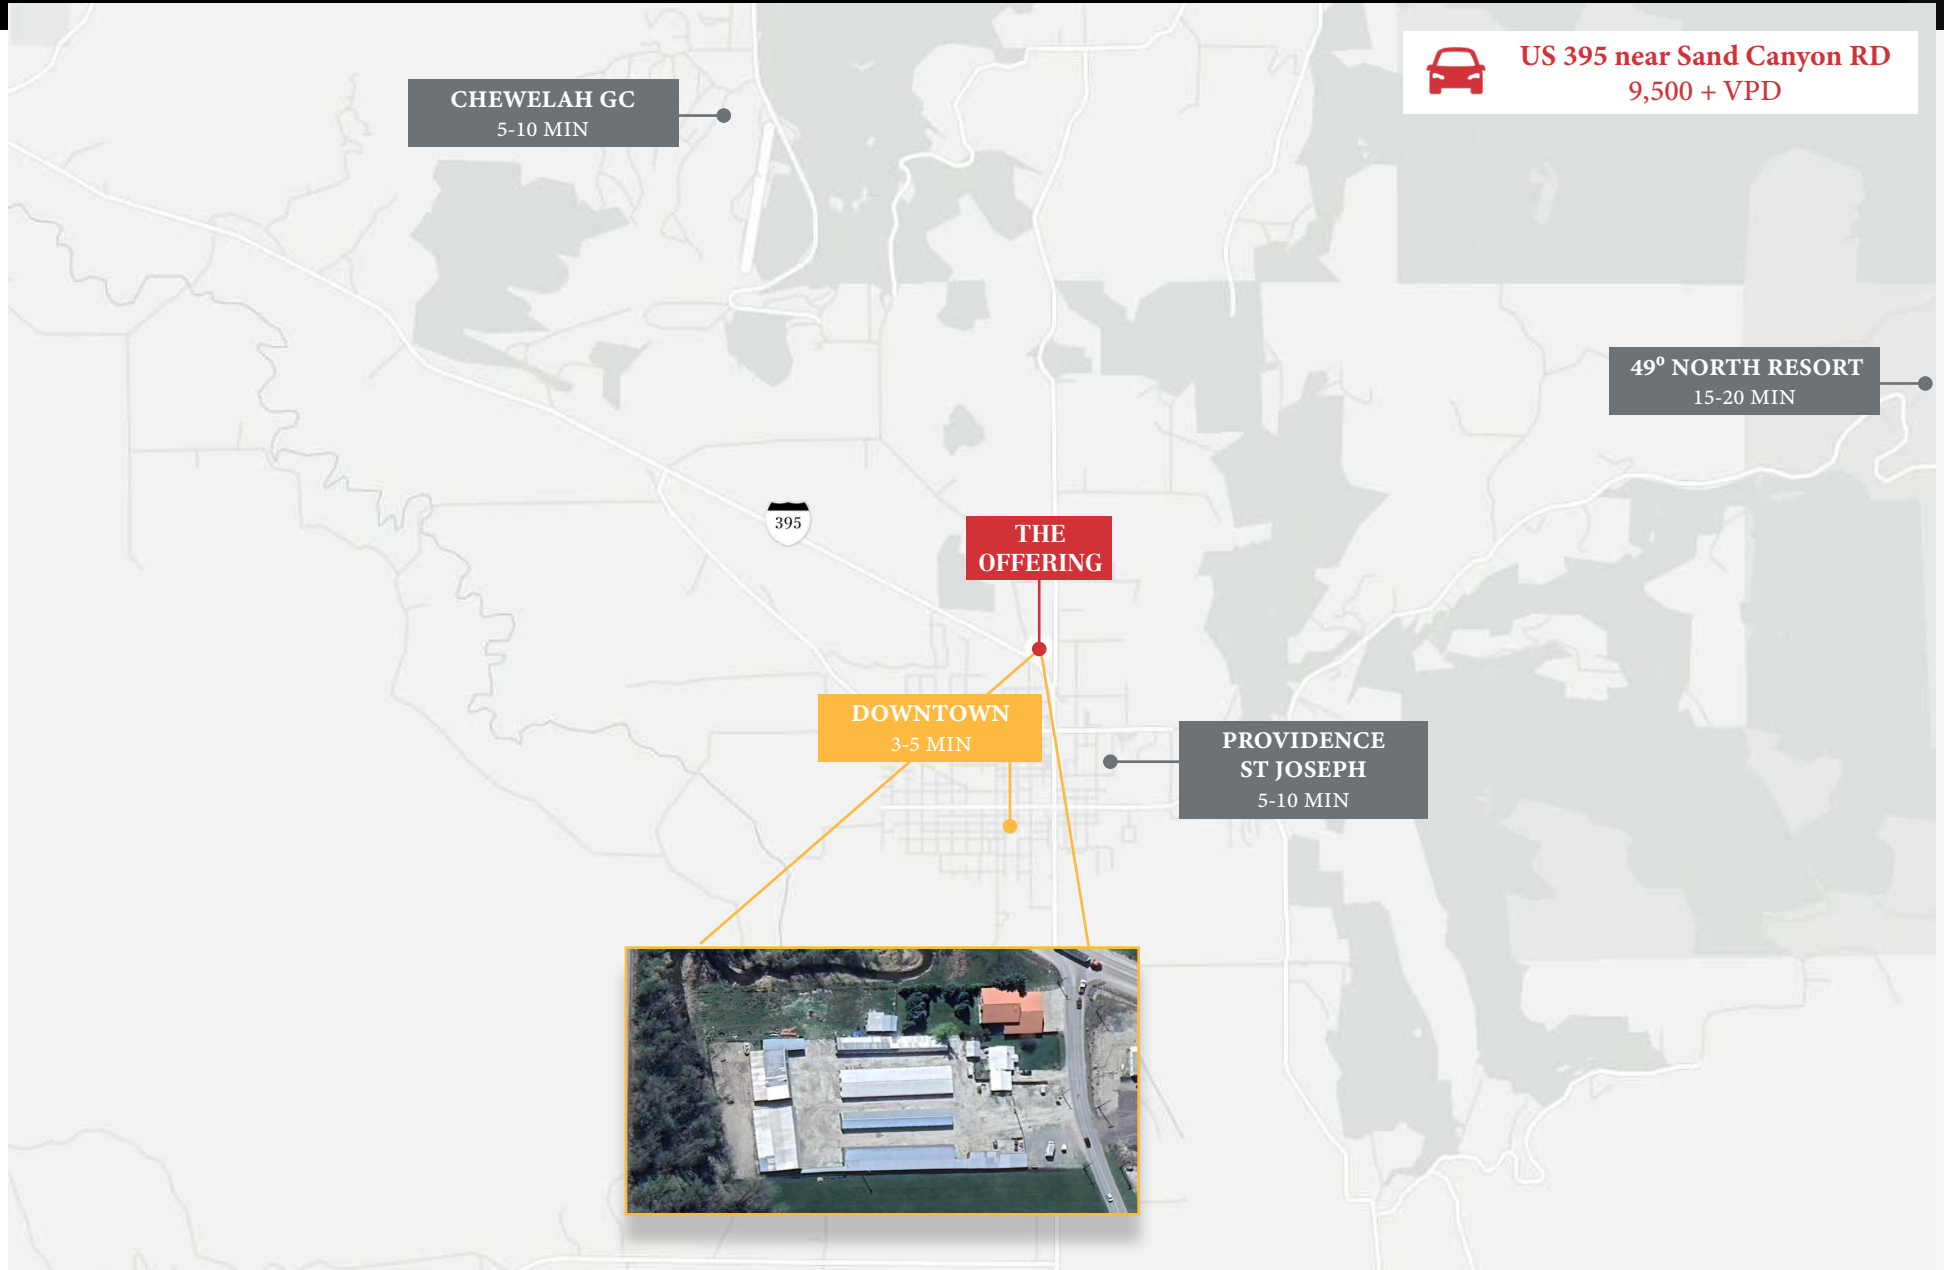 US 395 near Sand Canyon RD
9,500 + VPD
CHEWELAH GC
5-10 MIN
49⁰ NORTH RESORT
15-20 MIN
395
THE
OFFERING
DOWNTOWN
3-5 MIN
PROVIDENCE
ST JOSEPH
5-10 MIN